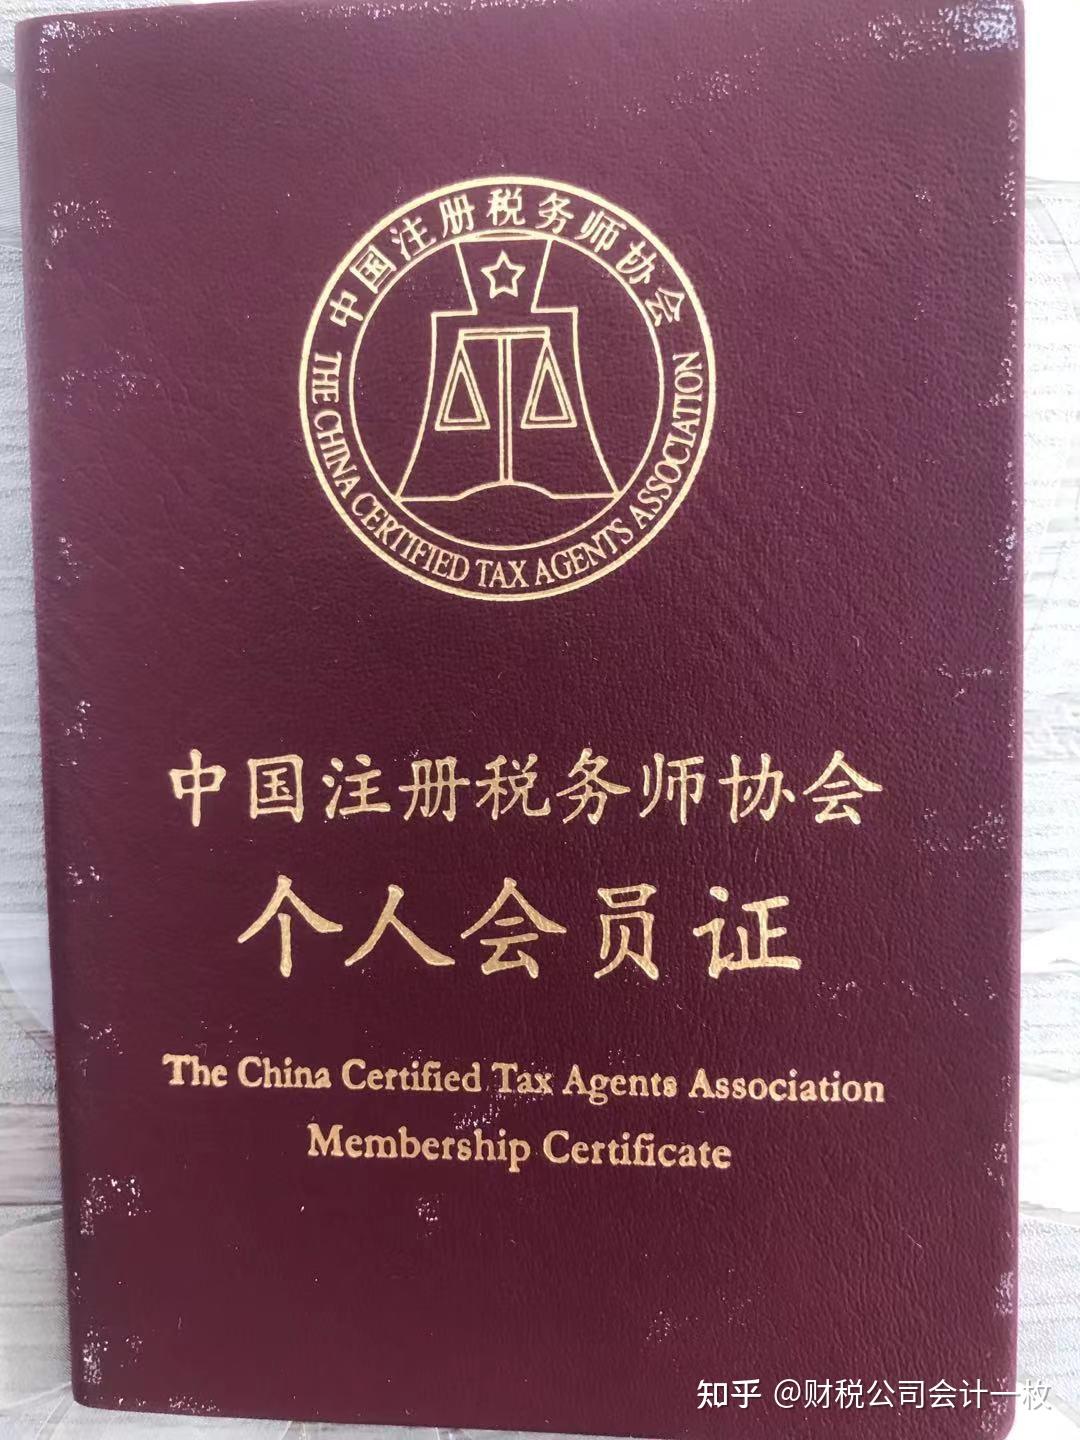 中国注册税务师协会
THE CHINA CERTIFIED TAX AGENTS ASSOCIATION
中国注册税务师协会
个人会员证
The China Certified Tax Agents Association
Membership Certificate
知乎 @财税公司会计一枚